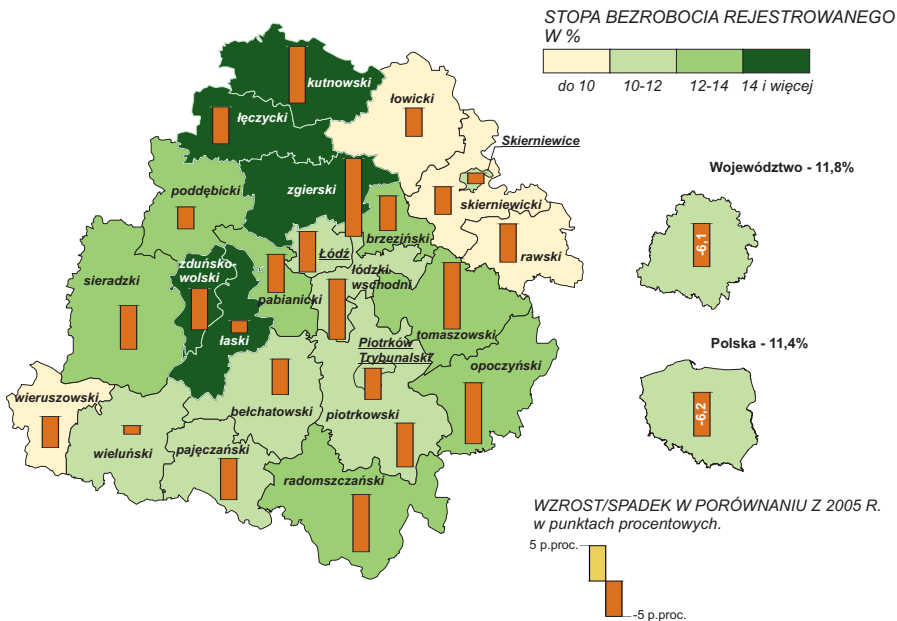 STOPA BEZROBOCIA REJESTROWANEGO
W %
do 10
10-12
12-14
14 i więcej
kutnowski
łowicki
łęczycki
Skierniewice
Województwo - 11,8%
poddębicki
zgierski
skierniewicki
brzeziński
Łódź
rawski
-6,1
zduńsko-
wolski
łódzki
wschodni
sieradzki
pabianicki
łaski
tomaszowski
Piotrków
Trybunalski
Polska - 11,4%
opoczyński
wieruszowski
bełchatowski
piotrkowski
-6,2
wieluński
pajęczański
radomszczański
WZROST/SPADEK W PORÓWNANIU Z 2005 R.
w punktach procentowych.
5 p.proc.
-5 p.proc.